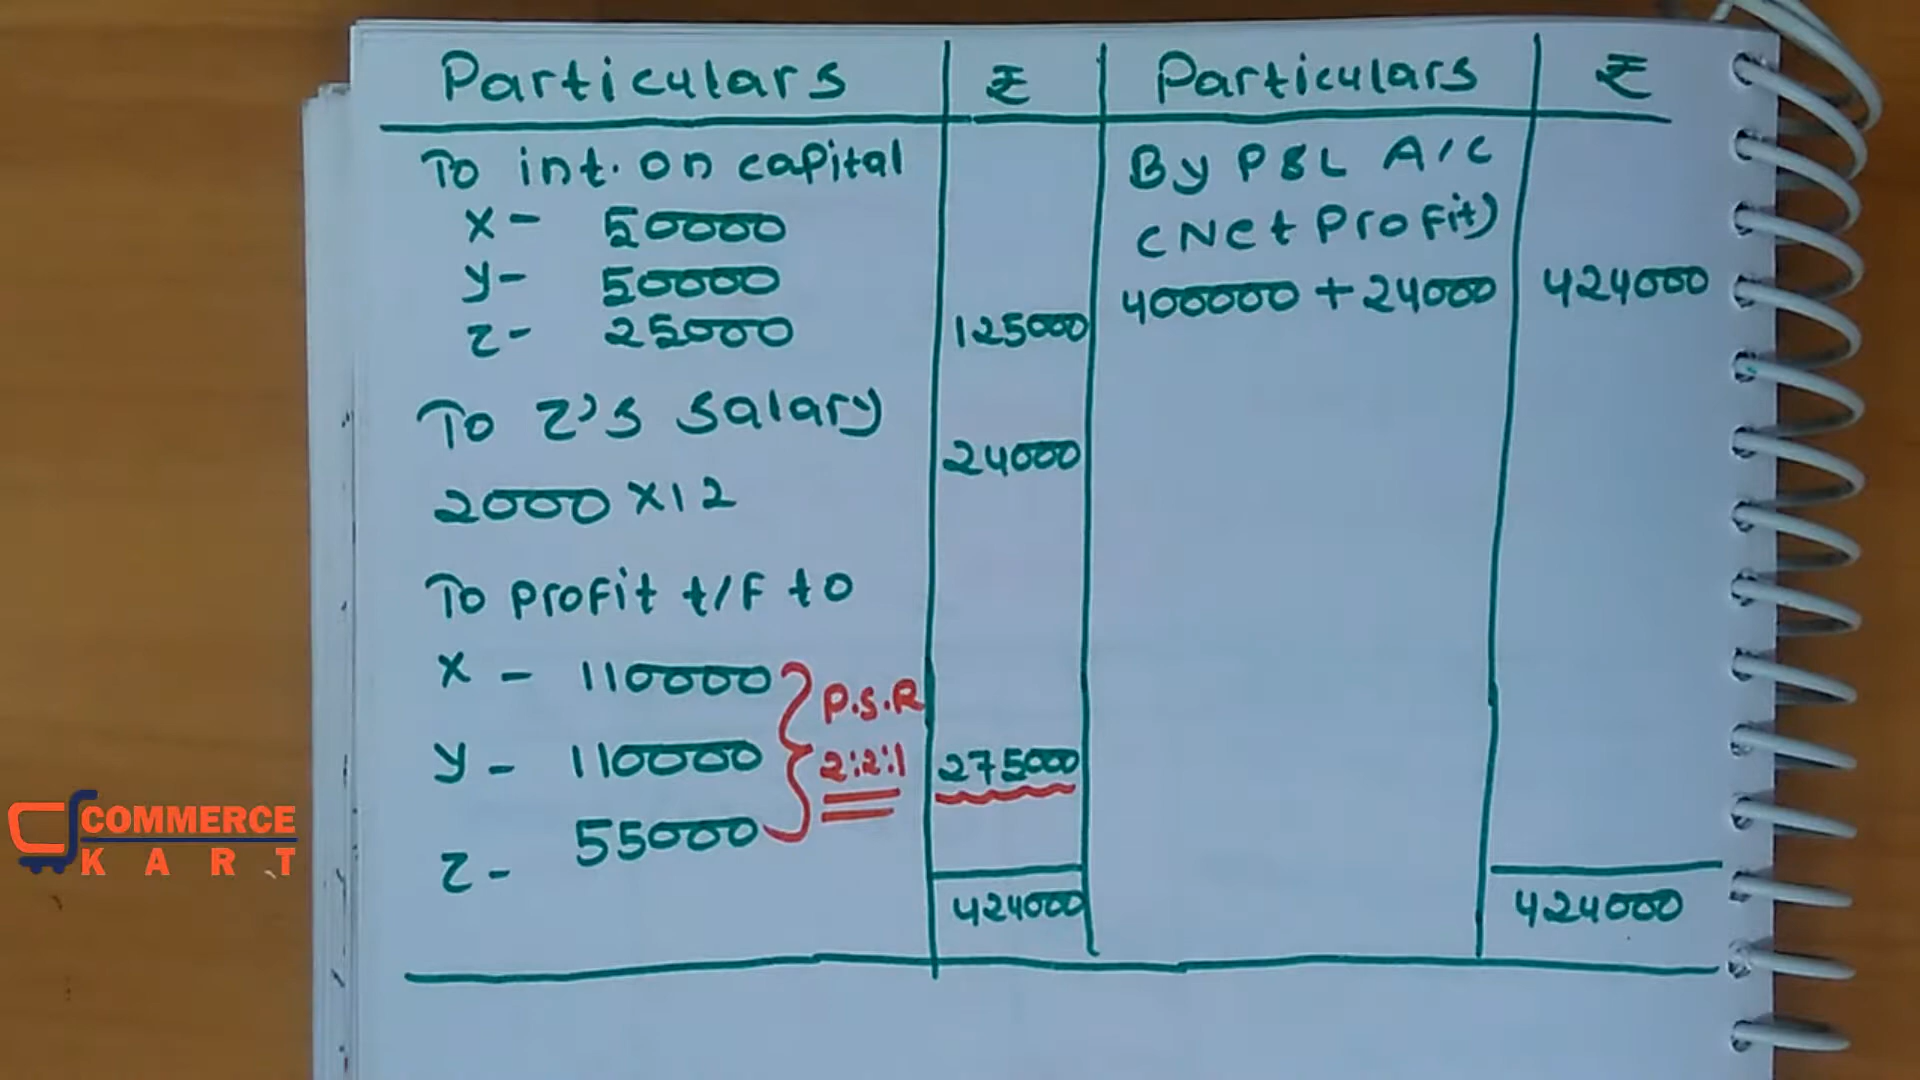 Particulars ₹ Particulars ₹
To int. on capital
X - 50000
Y - 50000
Z - 25000 125000
To Z's salary
24000
2000 X12
To Profit t/F to
X - 110000
Y - 110000
Z - 55000
P.S.R
2:2:1 275000
424000
By P&L A/C
(Net Profit)
400000 + 24000 424000
424000
COMMERCE
KART